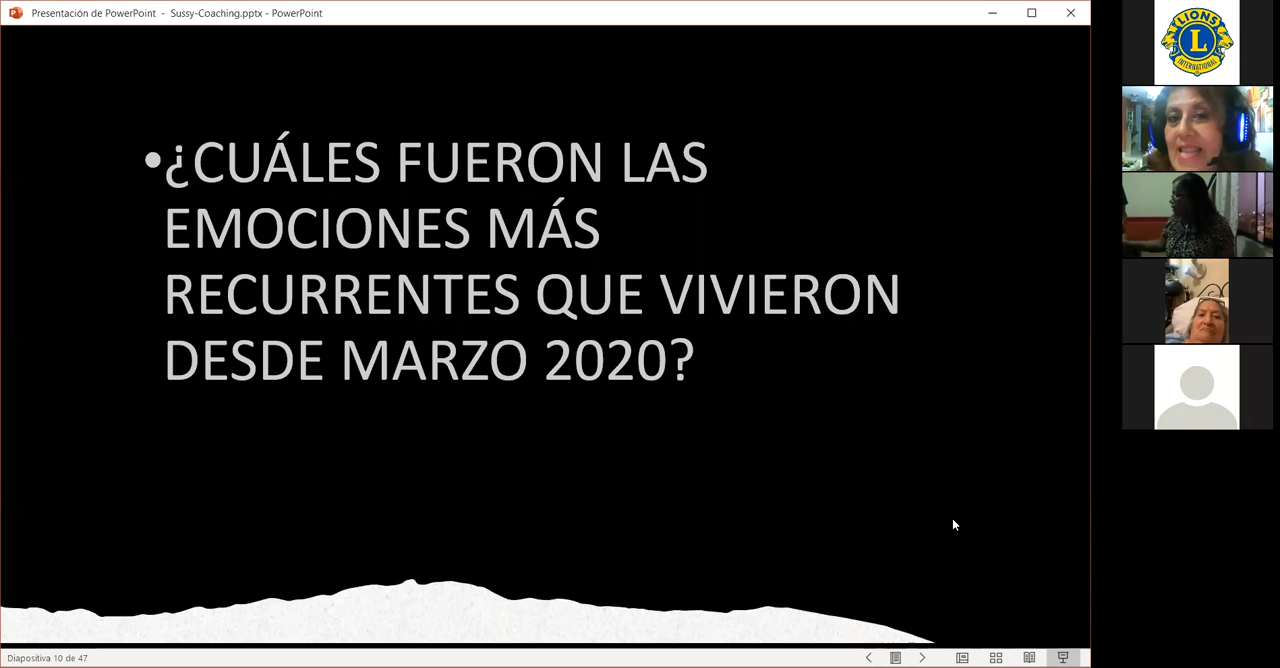 Presentación de PowerPoint - Sussy-Coaching.pptx - PowerPoint
•¿CUÁLES FUERON LAS
EMOCIONES MÁS
RECURRENTES QUE VIVIERON
DESDE MARZO 2020?
Diapositiva 10 de 47
LIONS
L
INTERNATIONAL